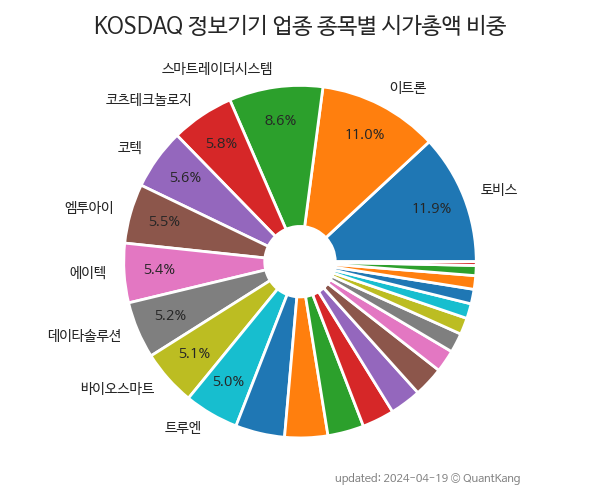 KOSDAQ 정보기기 업종 종목별 시가총액 비중
스마트레이더시스템
이트론
코츠테크놀로지
8.6%
11.0%
5.8%
코텍
5.6%
토비스
11.9%
엠투아이
5.5%
에이텍
5.4%
5.2%
데이타솔루션
5.1%
바이오스마트
5.0%
트루엔
updated: 2024-04-19 © QuantKang